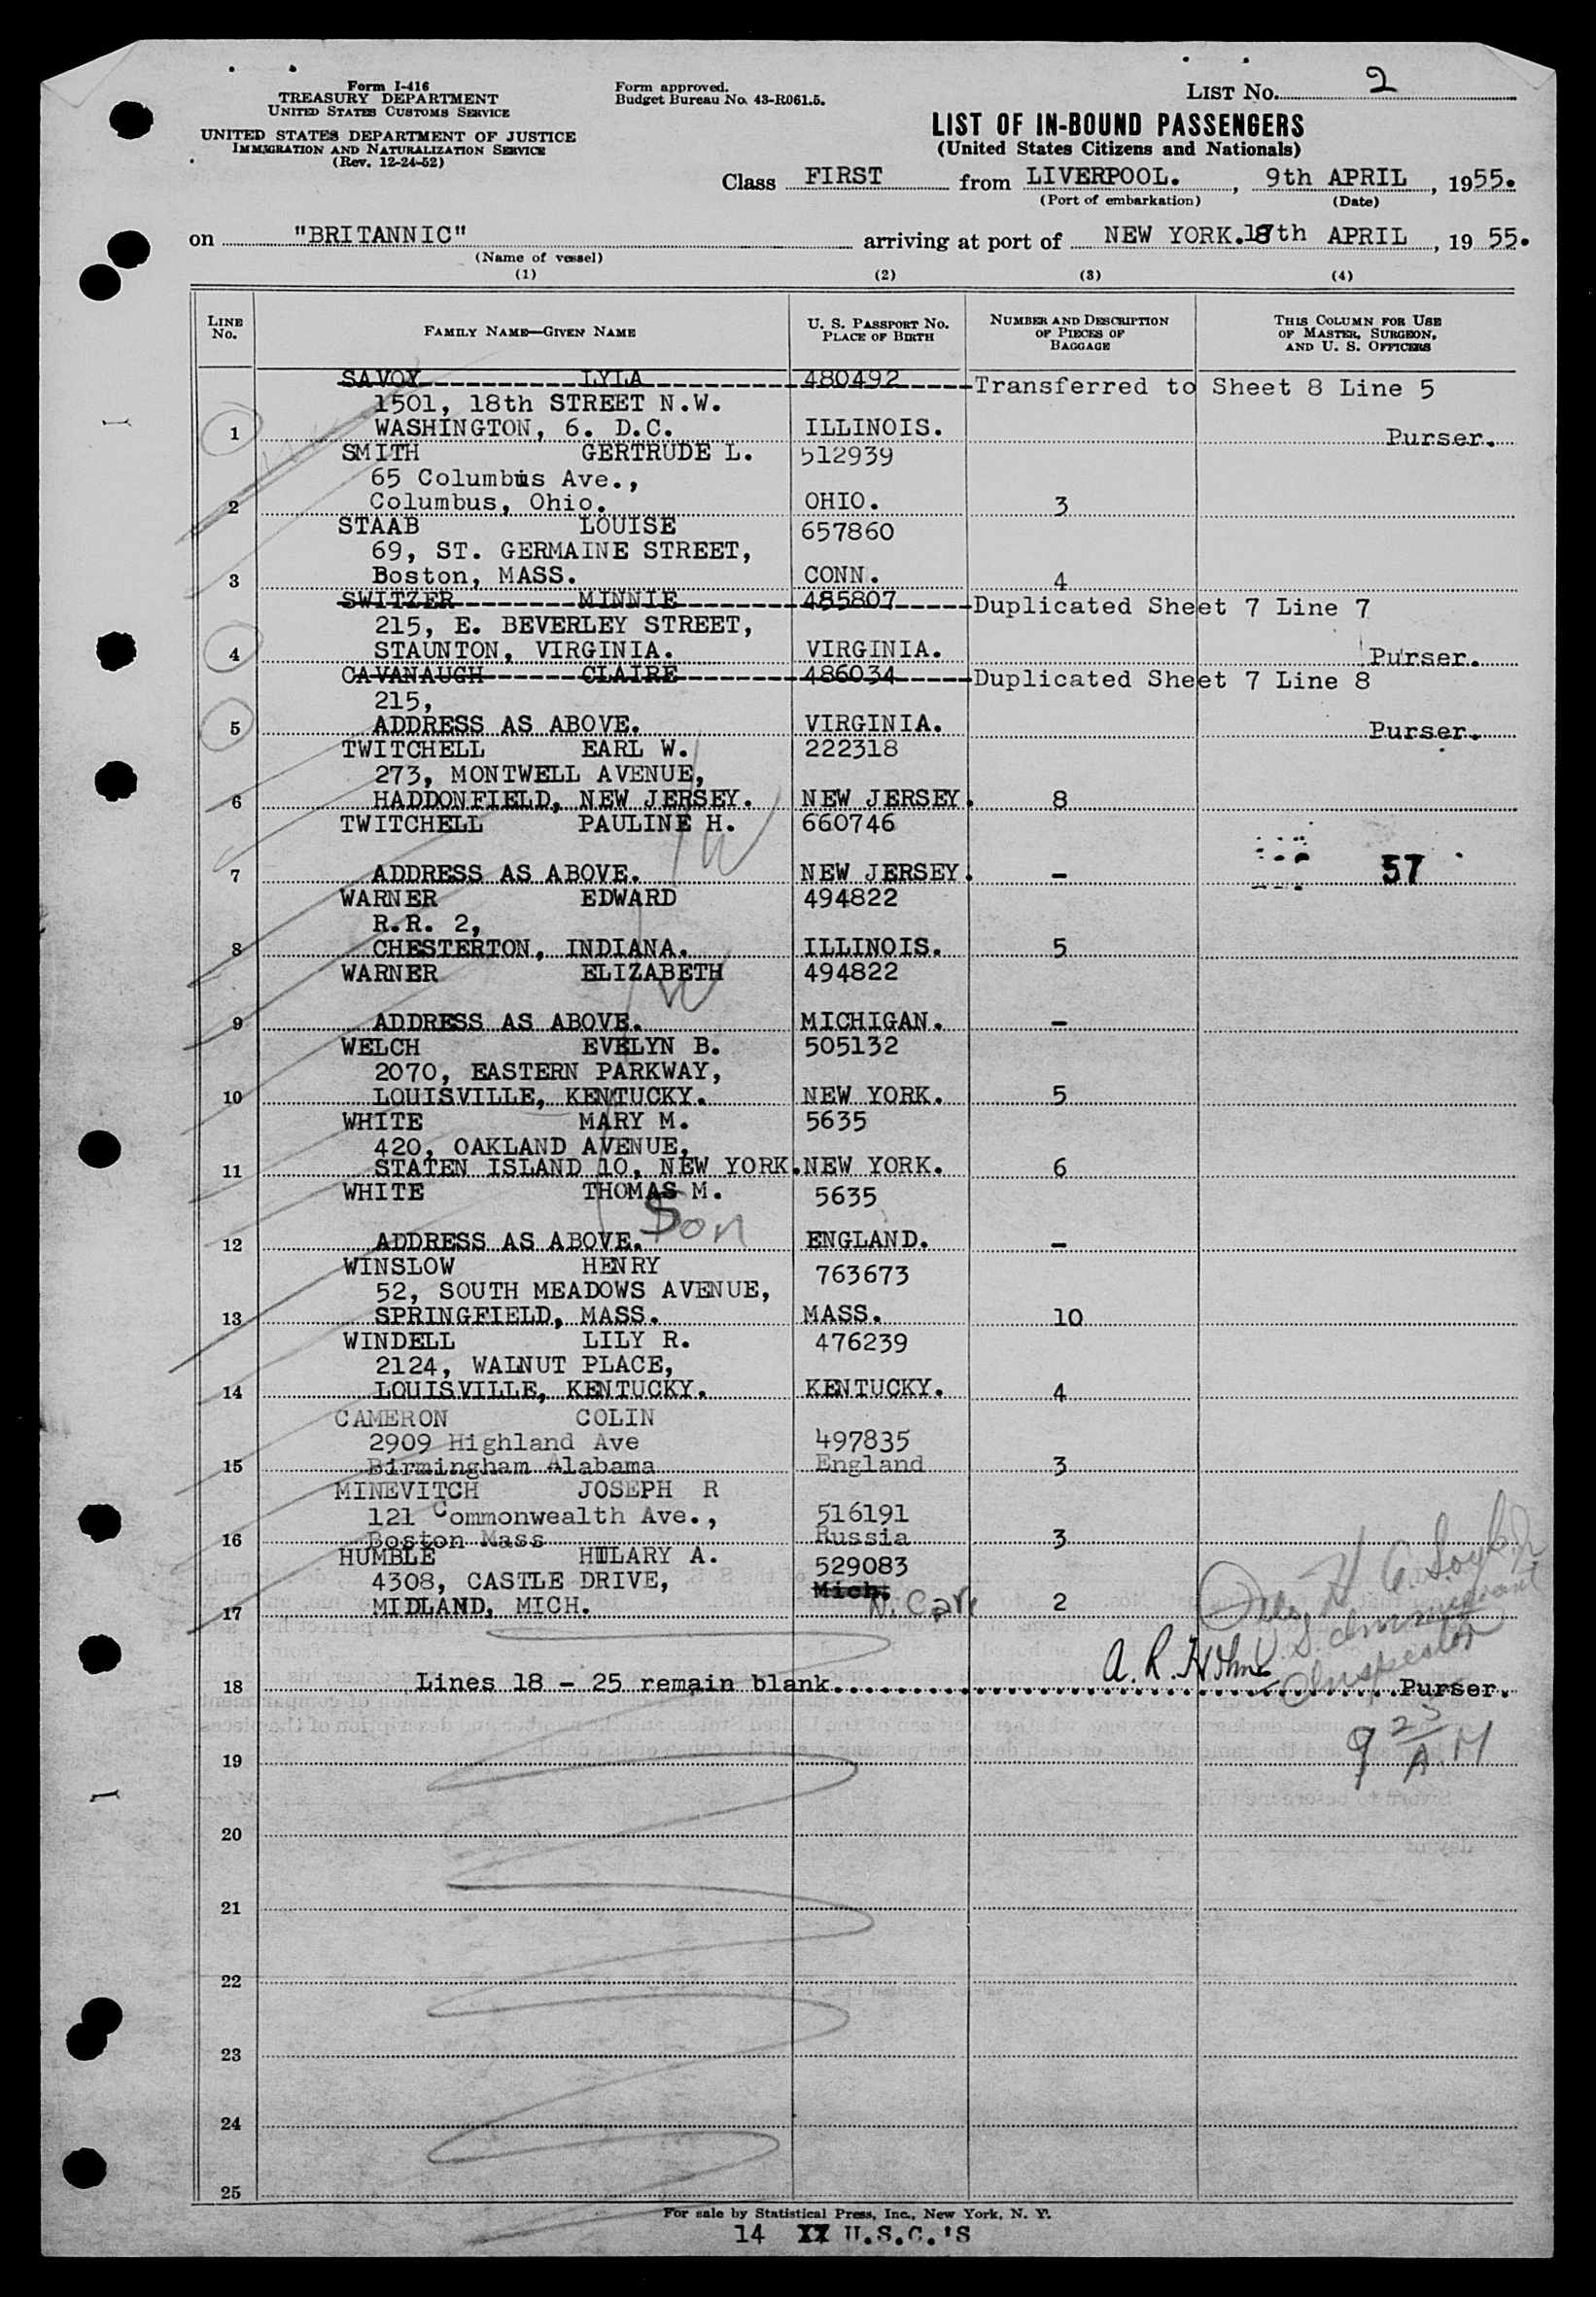 Form I-416
TREASURY DEPARTMENT
UNITED STATES CUSTOMS SERVICE
UNITED STATES DEPARTMENT OF JUSTICE
IMMIGRATION AND NATURALIZATION SERVICE
(Rev. 12-24-52)
Form approved.
Budget Bureau No. 43-R061.5.
LIST No. 2
LIST OF IN-BOUND PASSENGERS
(United States Citizens and Nationals)
Class FIRST from LIVERPOOL. , 9th APRIL , 1955.
(Port of embarkation) (Date)
on "BRITANNIC" arriving at port of NEW YORK. 18th APRIL , 19 55.
(Name of vessel)
(1) (2) (3) (4)
LINE No. FAMILY NAME—GIVEN NAME U. S. PASSPORT No. PLACE OF BIRTH NUMBER AND DESCRIPTION OF PIECES OF BAGGAGE THIS COLUMN FOR USE OF MASTER, SURGEON, AND U. S. OFFICERS
SAVOY LYLA 480492 Transferred to Sheet 8 Line 5
1501, 18th STREET N.W.
1 WASHINGTON, 6. D.C. ILLINOIS. Purser.
SMITH GERTRUDE L. 512939
65 Columbus Ave.,
2 Columbus, Ohio. OHIO. 3
STAAB LOUISE 657860
69, ST. GERMAINE STREET,
3 Boston, MASS. CONN. 4
SWITZER MINNIE 485807 Duplicated Sheet 7 Line 7
215, E. BEVERLEY STREET,
4 STAUNTON, VIRGINIA. VIRGINIA. Purser.
CAVANAUGH CLAIRE 486034 Duplicated Sheet 7 Line 8
215,
5 ADDRESS AS ABOVE. VIRGINIA. Purser.
TWITCHELL EARL W. 222318
273, MONTWELL AVENUE,
6 HADDONFIELD, NEW JERSEY. NEW JERSEY. 8
TWITCHELL PAULINE H. 660746
W
7 ADDRESS AS ABOVE. NEW JERSEY. – 57
WARNER EDWARD 494822
R.R. 2,
8 CHESTERTON, INDIANA. ILLINOIS. 5
WARNER ELIZABETH 494822
W
9 ADDRESS AS ABOVE. MICHIGAN. –
WELCH EVELYN B. 505132
2070, EASTERN PARKWAY,
10 LOUISVILLE, KENTUCKY. NEW YORK. 5
WHITE MARY M. 5635
420, OAKLAND AVENUE,
11 STATEN ISLAND 10, NEW YORK. NEW YORK. 6
WHITE THOMAS M. 5635
Son
12 ADDRESS AS ABOVE. ENGLAND. –
WINSLOW HENRY 763673
52, SOUTH MEADOWS AVENUE,
13 SPRINGFIELD, MASS. MASS. 10
WINDELL LILY R. 476239
2124, WALNUT PLACE,
14 LOUISVILLE, KENTUCKY. KENTUCKY. 4
CAMERON COLIN
2909 Highland Ave 497835
15 Birmingham Alabama England 3
MINEVITCH JOSEPH R
121 Commonwealth Ave., 516191
16 Boston Mass Russia 3
HUMBLE HILARY A. 529083
4308, CASTLE DRIVE, Mich.
17 MIDLAND, MICH. N. Car 2
U.S. Immigrant
Inspector
A. R.
18 Lines 18 - 25 remain blank. Purser.
9 23 A.M
19
20
21
22
23
24
25
For sale by Statistical Press, Inc., New York, N. Y.
14 U.S.C.'S